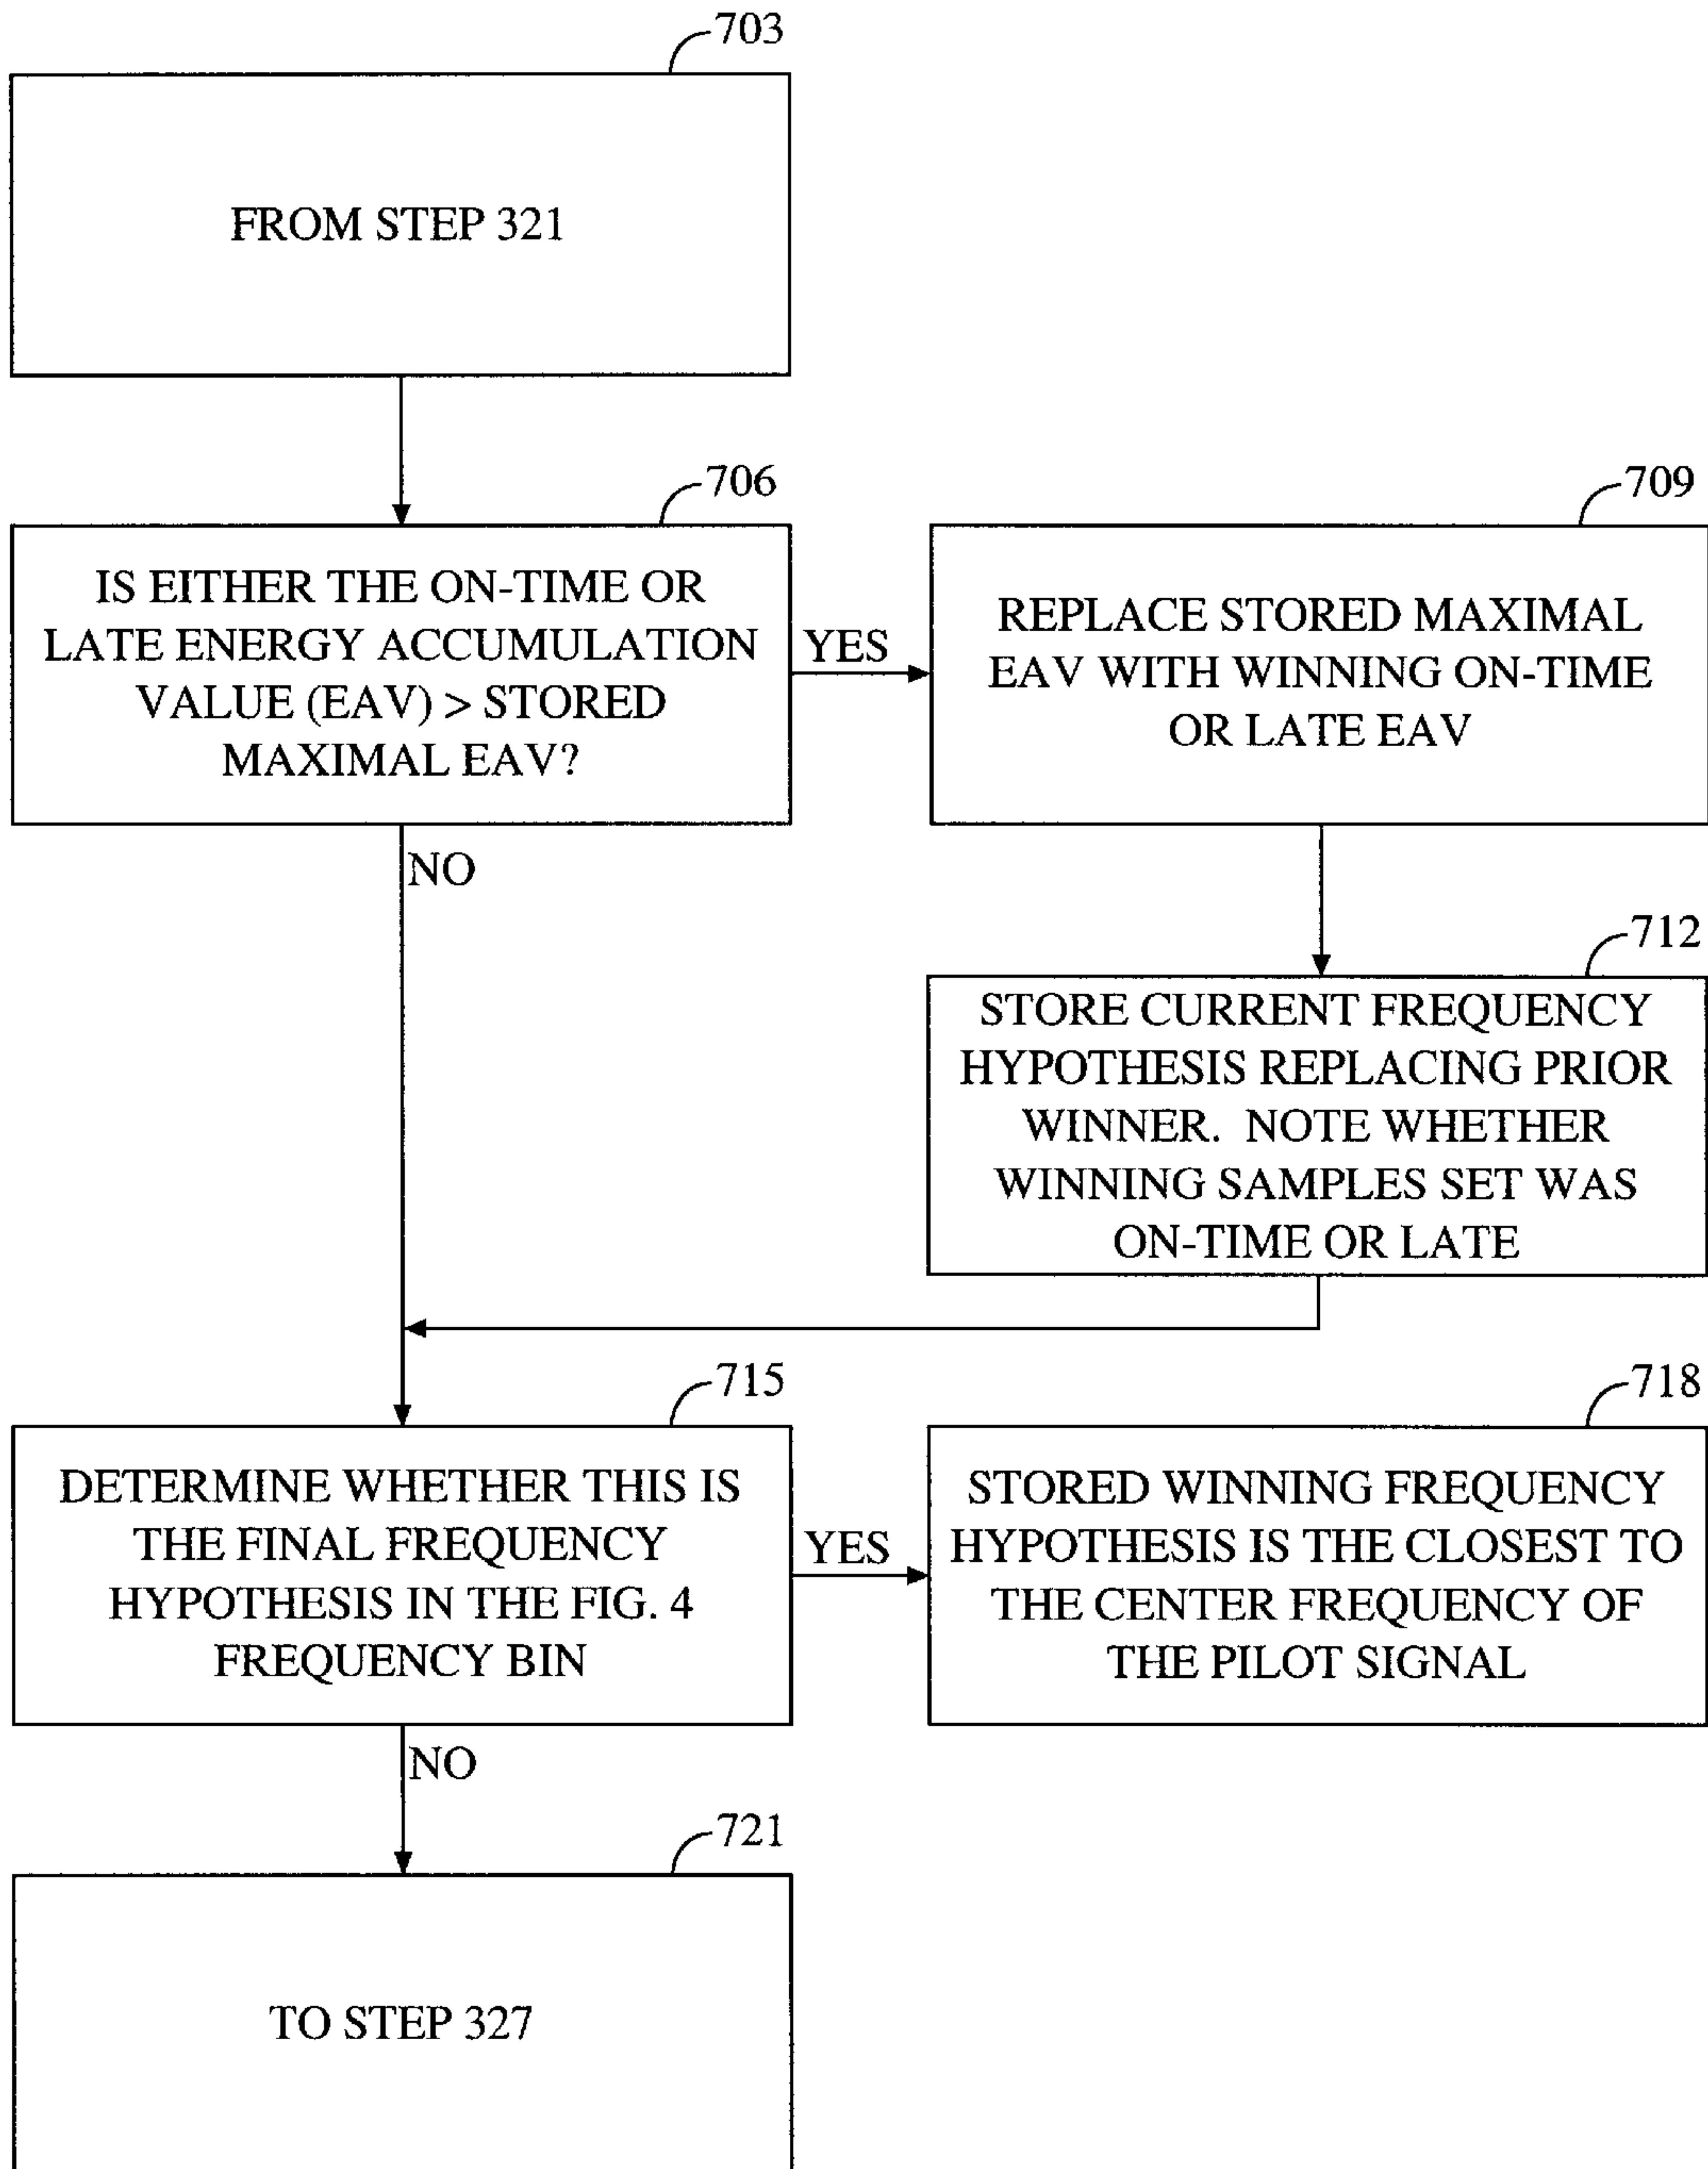 703
FROM STEP 321
706
IS EITHER THE ON-TIME OR
LATE ENERGY ACCUMULATION
VALUE (EAV) > STORED
MAXIMAL EAV?
YES
709
REPLACE STORED MAXIMAL
EAV WITH WINNING ON-TIME
OR LATE EAV
NO
712
STORE CURRENT FREQUENCY
HYPOTHESIS REPLACING PRIOR
WINNER. NOTE WHETHER
WINNING SAMPLES SET WAS
ON-TIME OR LATE
715
DETERMINE WHETHER THIS IS
THE FINAL FREQUENCY
HYPOTHESIS IN THE FIG. 4
FREQUENCY BIN
YES
718
STORED WINNING FREQUENCY
HYPOTHESIS IS THE CLOSEST TO
THE CENTER FREQUENCY OF
THE PILOT SIGNAL
NO
721
TO STEP 327